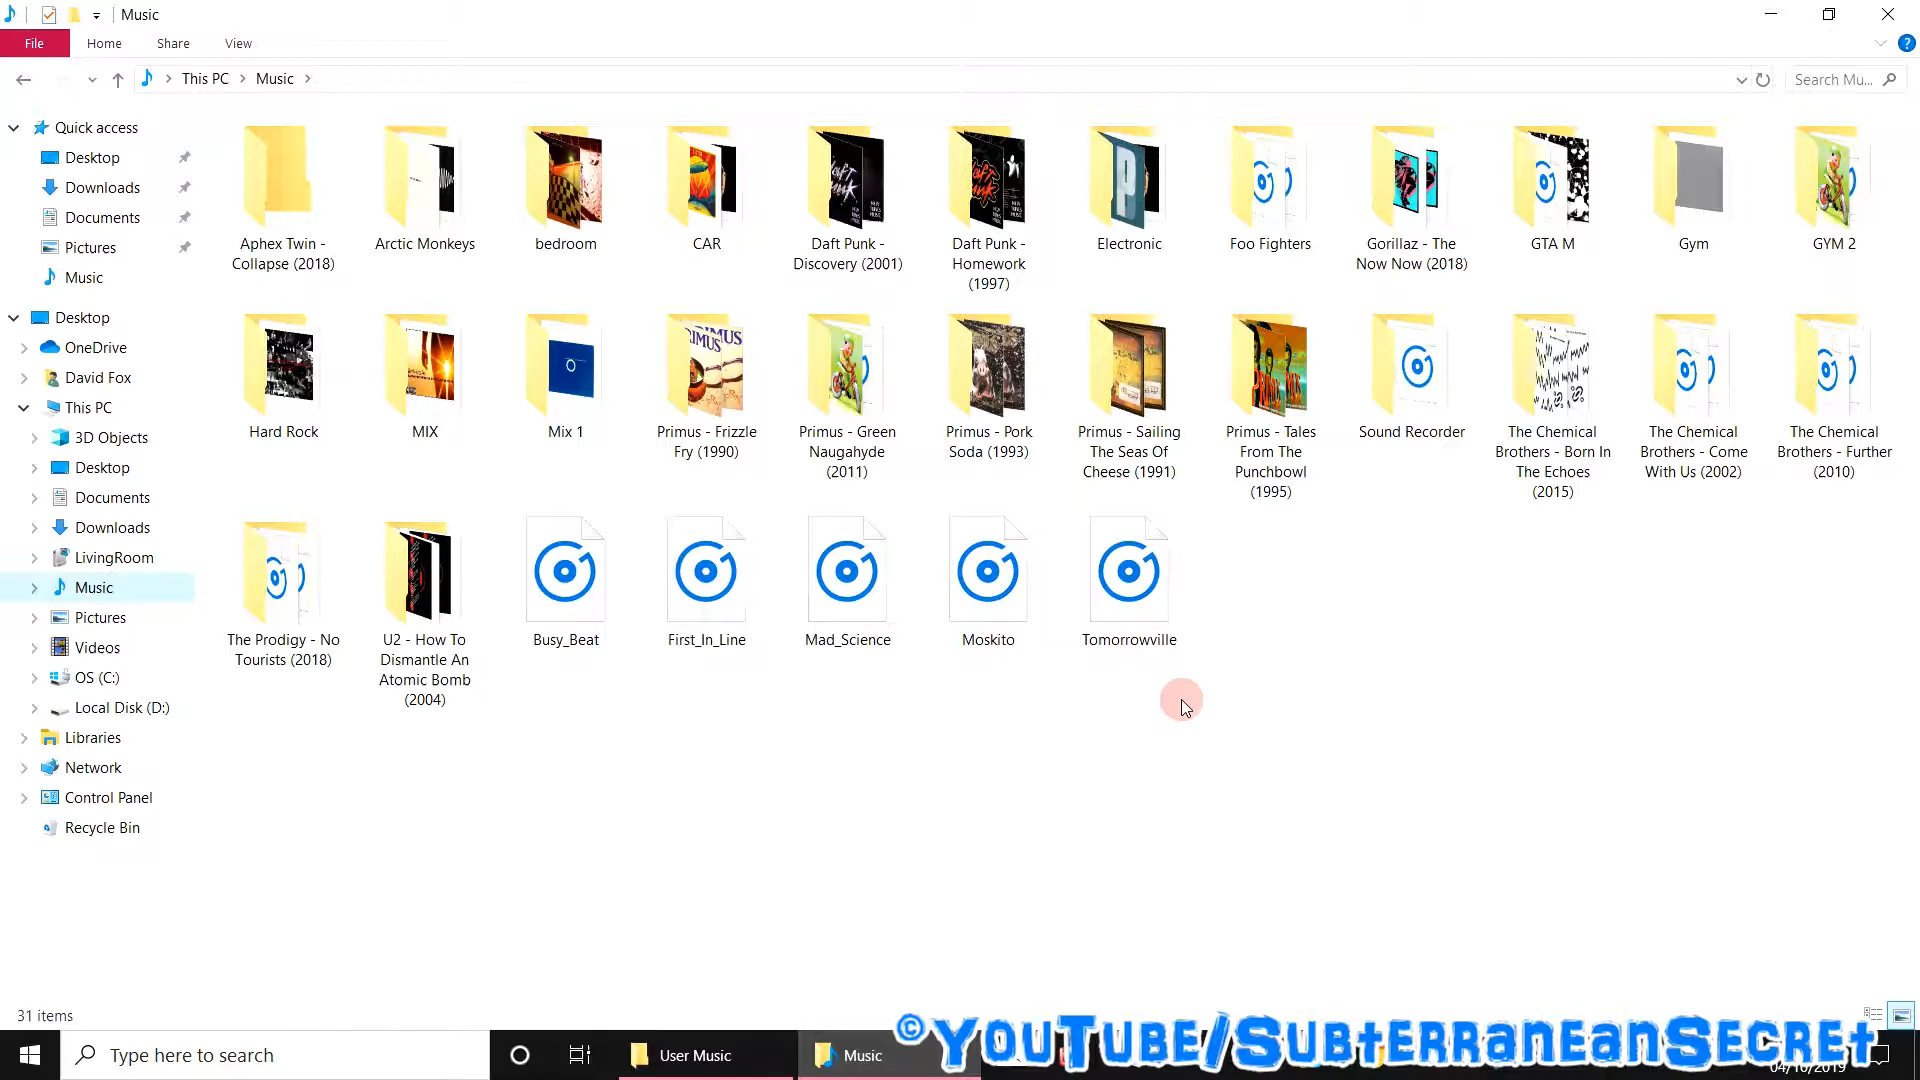 Music
File Home Share View
This PC Music
Search Mu...
Quick access
Desktop
Downloads
Documents
Pictures
Music
Desktop
OneDrive
David Fox
This PC
3D Objects
Desktop
Documents
Downloads
LivingRoom
Music
Pictures
Videos
OS (C:)
Local Disk (D:)
Libraries
Network
Control Panel
Recycle Bin
Aphex Twin -
Collapse (2018)
Arctic Monkeys
bedroom
CAR
Daft Punk -
Discovery (2001)
Daft Punk -
Homework
(1997)
Electronic
Foo Fighters
Gorillaz - The
Now Now (2018)
GTA M
Gym
GYM 2
Hard Rock
MIX
Mix 1
Primus - Frizzle
Fry (1990)
Primus - Green
Naugahyde
(2011)
Primus - Pork
Soda (1993)
Primus - Sailing
The Seas Of
Cheese (1991)
Primus - Tales
From The
Punchbowl
(1995)
Sound Recorder
The Chemical
Brothers - Born In
The Echoes
(2015)
The Chemical
Brothers - Come
With Us (2002)
The Chemical
Brothers - Further
(2010)
The Prodigy - No
Tourists (2018)
U2 - How To
Dismantle An
Atomic Bomb
(2004)
Busy_Beat
First_In_Line
Mad_Science
Moskito
Tomorrowville
31 items
Type here to search
User Music
Music
© YouTube/SubterraneanSecret
04/10/2019